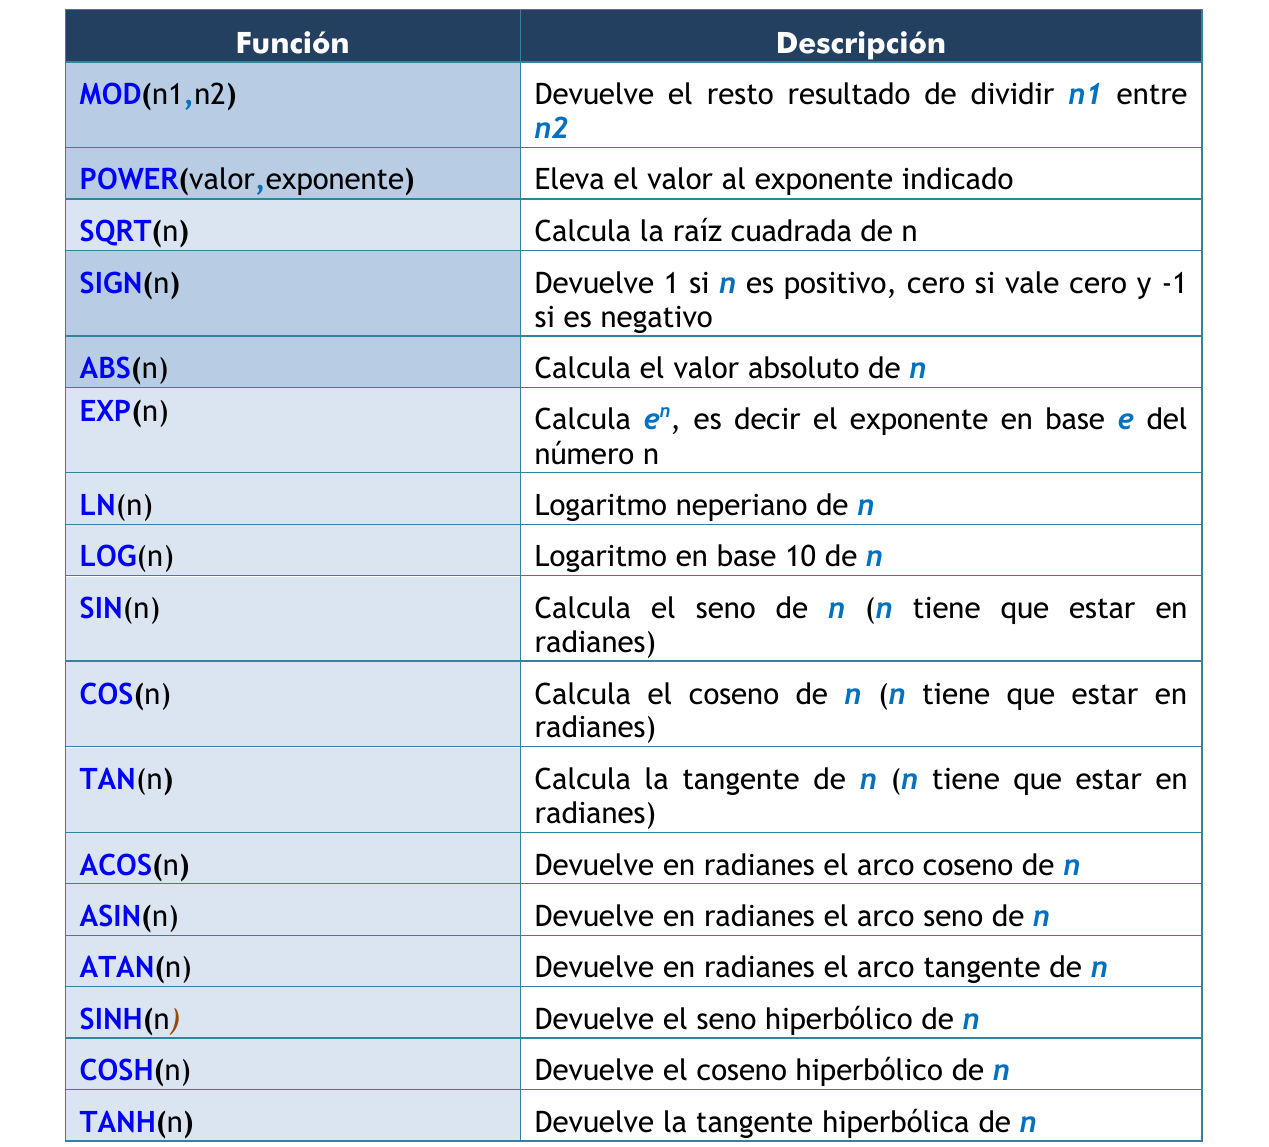 Función Descripción
MOD(n1,n2) Devuelve el resto resultado de dividir n1 entre
n2
POWER(valor,exponente) Eleva el valor al exponente indicado
SQRT(n) Calcula la raíz cuadrada de n
SIGN(n) Devuelve 1 si n es positivo, cero si vale cero y -1
si es negativo
ABS(n) Calcula el valor absoluto de n
EXP(n) Calcula eⁿ, es decir el exponente en base e del
número n
LN(n) Logaritmo neperiano de n
LOG(n) Logaritmo en base 10 de n
SIN(n) Calcula el seno de n (n tiene que estar en
radianes)
COS(n) Calcula el coseno de n (n tiene que estar en
radianes)
TAN(n) Calcula la tangente de n (n tiene que estar en
radianes)
ACOS(n) Devuelve en radianes el arco coseno de n
ASIN(n) Devuelve en radianes el arco seno de n
ATAN(n) Devuelve en radianes el arco tangente de n
SINH(n) Devuelve el seno hiperbólico de n
COSH(n) Devuelve el coseno hiperbólico de n
TANH(n) Devuelve la tangente hiperbólica de n